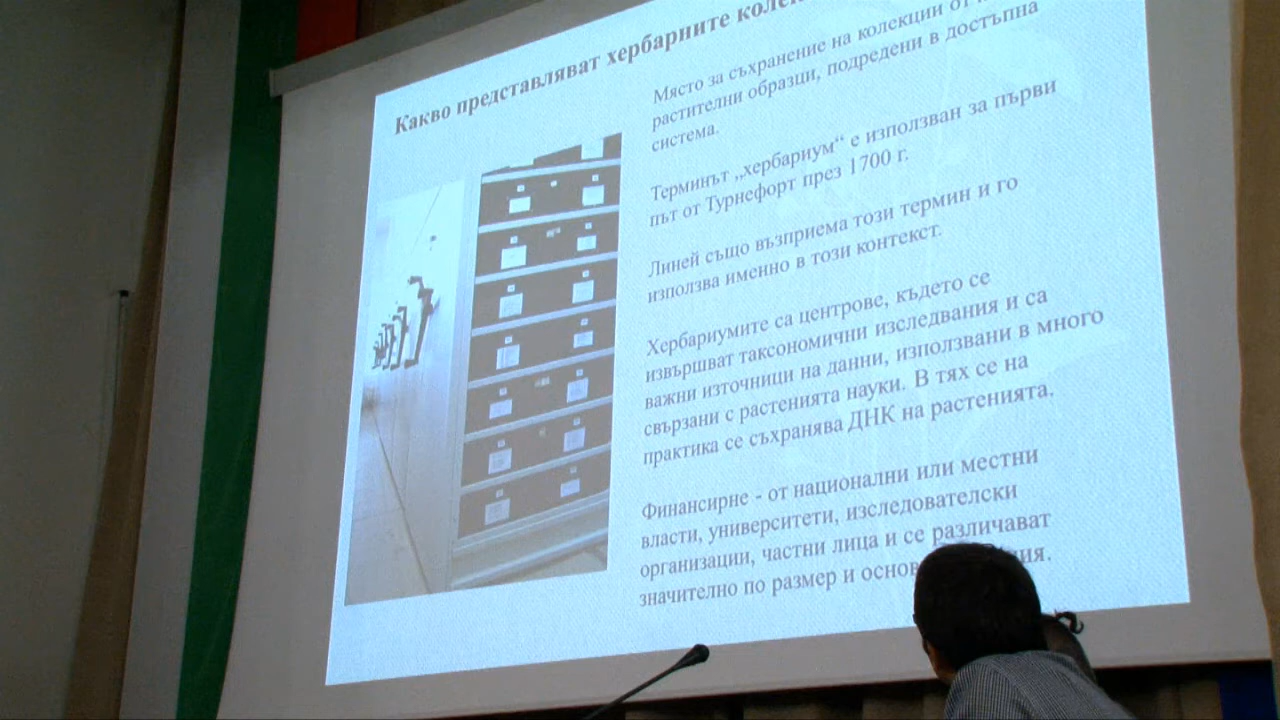 Какво представляват хербарните
Място за съхранение на колекции от
растителни образци, подредени в достъпна
система.
Терминът „хербариум“ е използван за първи
път от Турнефорт през 1700 г.
Линей също възприема този термин и го
използва именно в този контекст.
Хербариумите са центрове, където се
извършват таксономични изследвания и са
важни източници на данни, използвани в много
свързани с растенията науки. В тях се на
практика се съхранява ДНК на растенията.
Финансирне - от национални или местни
власти, университети, изследователски
организации, частни лица и се различават
значително по размер и